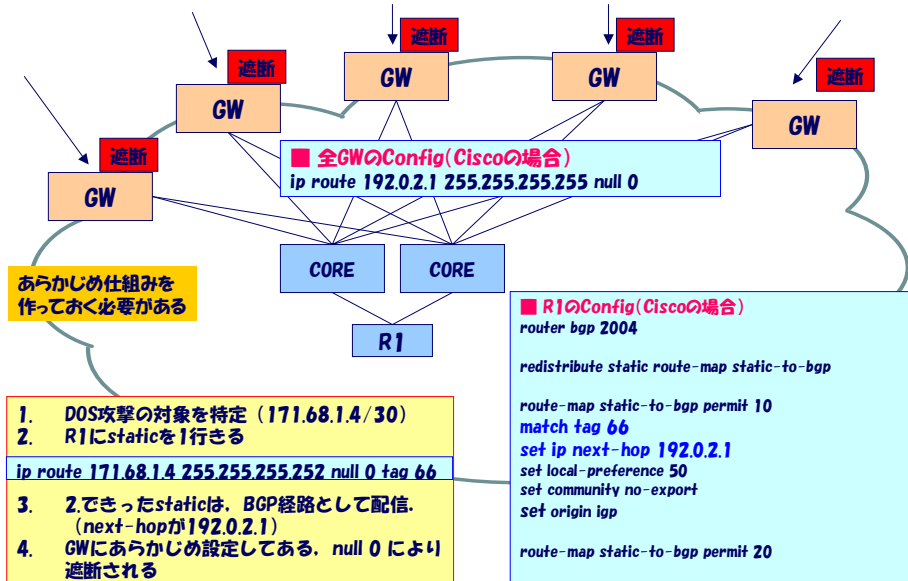 遮断
遮断
GW
GW
遮断
GW
遮断
GW
遮断
GW
■ 全GWのConfig(Ciscoの場合)
ip route 192.0.2.1 255.255.255.255 null 0
CORE
CORE
R1
あらかじめ仕組みを
作っておく必要がある
1. DOS攻撃の対象を特定（171.68.1.4/30）
2. R1にstaticを1行きる
ip route 171.68.1.4 255.255.255.252 null 0 tag 66
3. 2.できったstaticは，BGP経路として配信．
（next-hopが192.0.2.1）
4. GWにあらかじめ設定してある，null 0 により
遮断される
■ R1のConfig(Ciscoの場合)
router bgp 2004
redistribute static route-map static-to-bgp
route-map static-to-bgp permit 10
match tag 66
set ip next-hop 192.0.2.1
set local-preference 50
set community no-export
set origin igp
route-map static-to-bgp permit 20